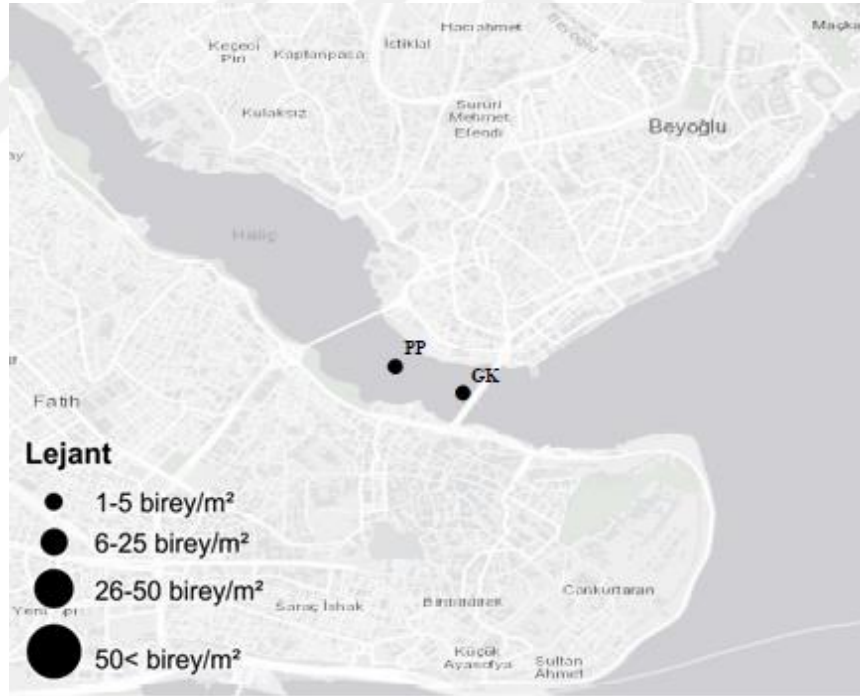 Hacıahmet
Maçka
İstiklal
Keçeci
Piri
Kaptanpaşa
Beyoğlu
Kulaksız
Sururi
Mehmet
Efendi
Beyoğlu
Haliç
PP
GK
Fatih
Lejant
1-5 birey/m²
6-25 birey/m²
26-50 birey/m²
50< birey/m²
Cankurtaran
Saraç İshak
Binbirdirek
Küçük
Ayasofya
Sultan
Ahmet